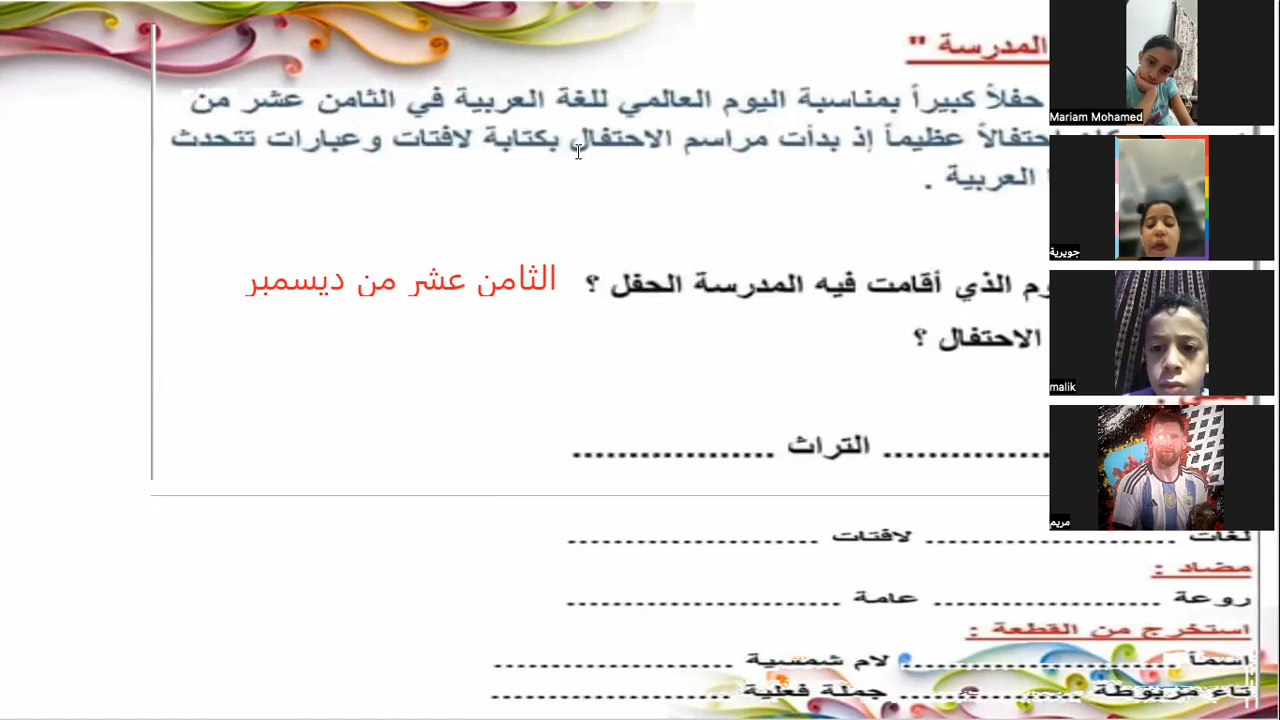 المدرسة "
حفلاً كبيراً بمناسبة اليوم العالمي للغة العربية في الثامن عشر من
عظيماً إذ بدأت مراسم الاحتفال بكتابة لافتات وعبارات تتحدث
العربية .
الذي أقامت فيه المدرسة الحفل ؟ الثامن عشر من ديسمبر
الاحتفال ؟
................. التراث .................
لغات ......................... لافتات .........................
مضاد :
روعة ....................... عامة ...........................
استخرج من القطعة :
اسماً ........................ لام شمسية ........................
تاء مربوطة ................... جملة فعلية ........................
Mariam Mohamed
جويرية
malik
مريم